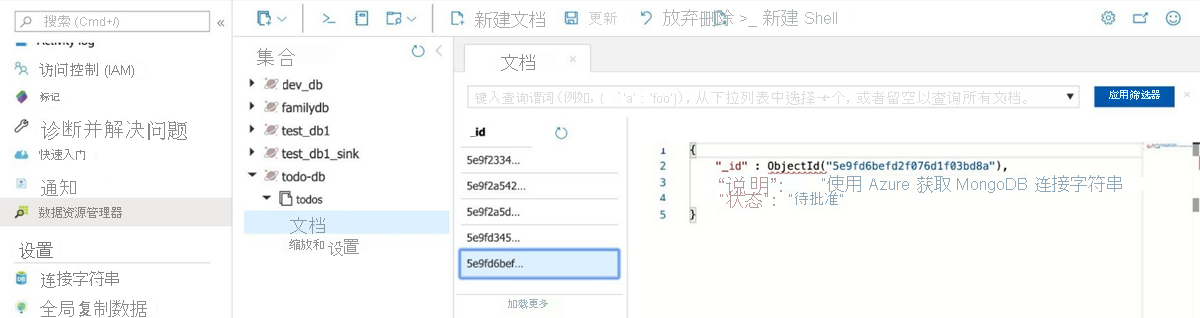 搜索 (Cmd+/)
«
Activity log
访问控制 (IAM)
标记
诊断并解决问题
快速入门
通知
数据资源管理器
设置
连接字符串
全局复制数据
新建文档
更新
放弃删除
>_ 新建 Shell
集合
dev_db
familydb
test_db1
test_db1_sink
todo-db
todos
文档
缩放和 设置
文档 ×
键入查询谓词(例如, { ´'a' : 'foo'}), 从下拉列表中选择一个, 或者留空以查询所有文档。
应用筛选器
_id
5e9f2334...
5e9f2a542...
5e9f2a5d...
5e9fd345...
5e9fd6bef...
加载更多
1 {
2 "_id" : ObjectId("5e9fd6befd2f076d1f03bd8a"),
3 "说明": "使用 Azure 获取 MongoDB 连接字符串
4 "状态": "待批准"
5 }